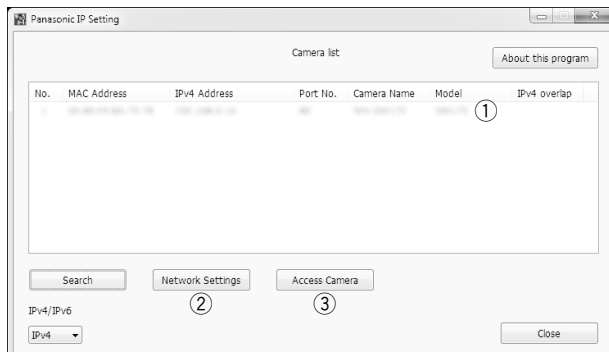 Panasonic IP Setting
Camera list
About this program
No. MAC Address IPv4 Address Port No. Camera Name Model IPv4 overlap
①
Search Network Settings Access Camera
② ③
IPv4/IPv6
IPv4 Close